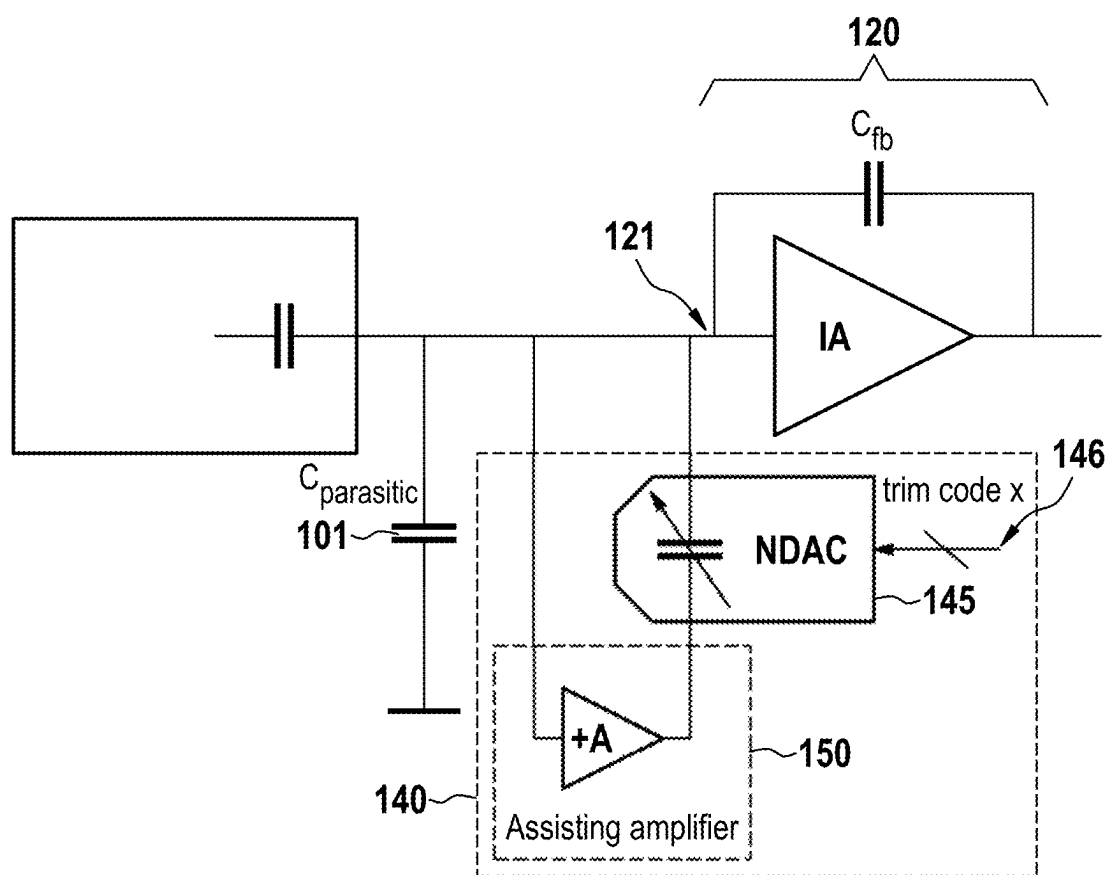 120
C_fb
121
IA
C_parasitic
101
146
trim code x
NDAC
145
+A
150
140
Assisting amplifier